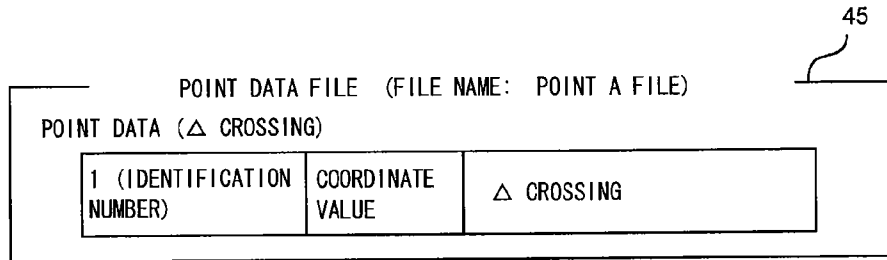 45
POINT DATA FILE (FILE NAME: POINT A FILE)
POINT DATA (△ CROSSING)
1 (IDENTIFICATION NUMBER)
COORDINATE VALUE
△ CROSSING